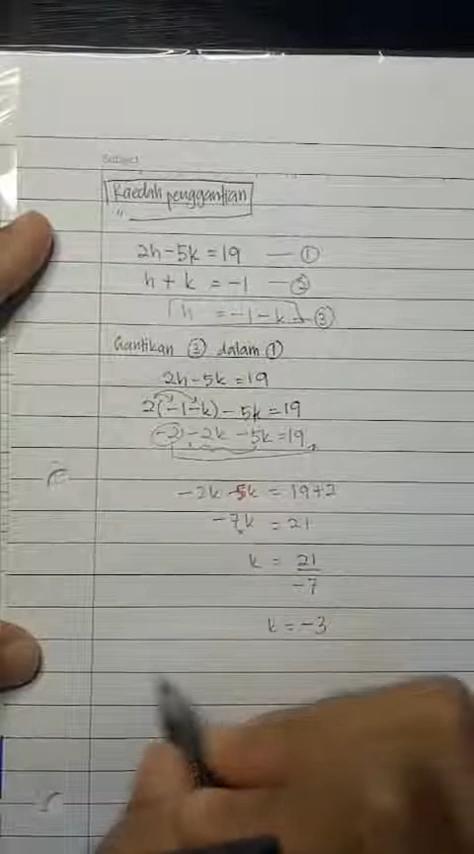 Subject
Kaedah penggantian
2h - 5k = 19 — ①
h + k = -1 — ②
h = -1 - k — ③
Gantikan ③ dalam ①
2h - 5k = 19
2(-1-k) - 5k = 19
-2 - 2k - 5k = 19
-2k - 5k = 19 + 2
-7k = 21
k = 21/-7
k = -3